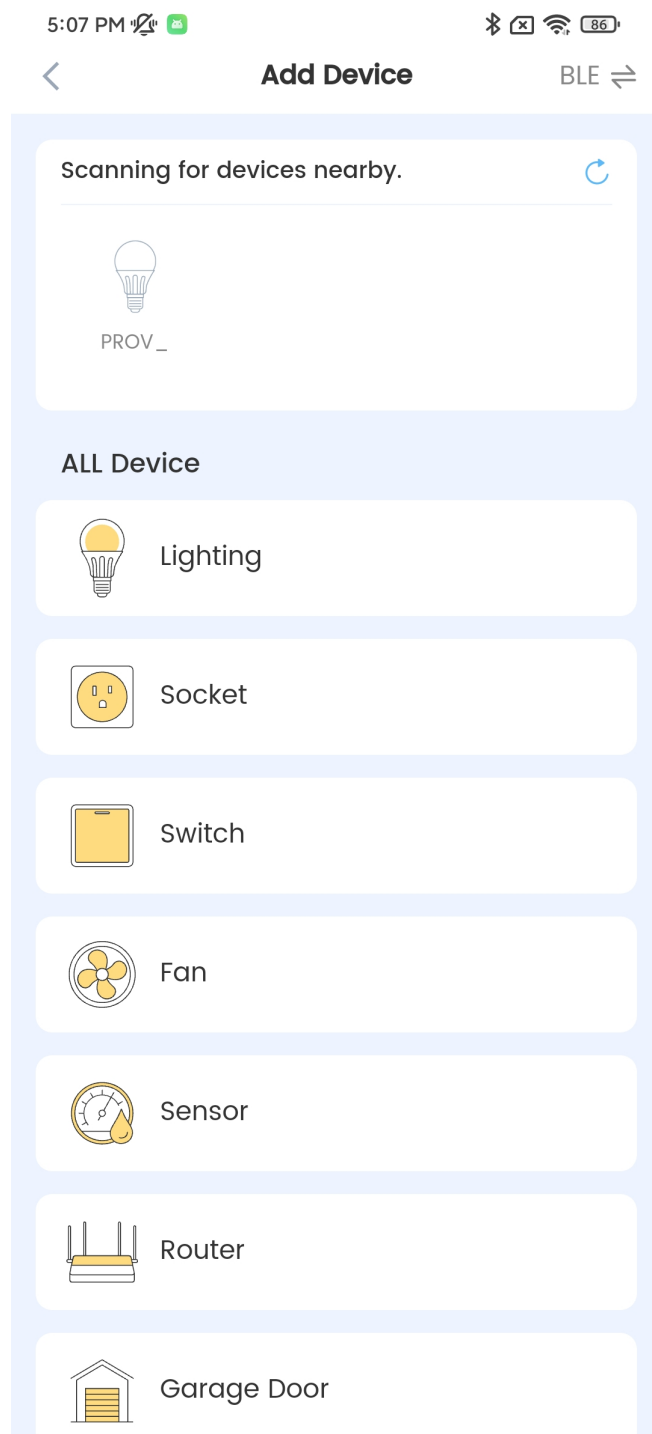 5:07 PM
86
Add Device
BLE
Scanning for devices nearby.
PROV_
ALL Device
Lighting
Socket
Switch
Fan
Sensor
Router
Garage Door